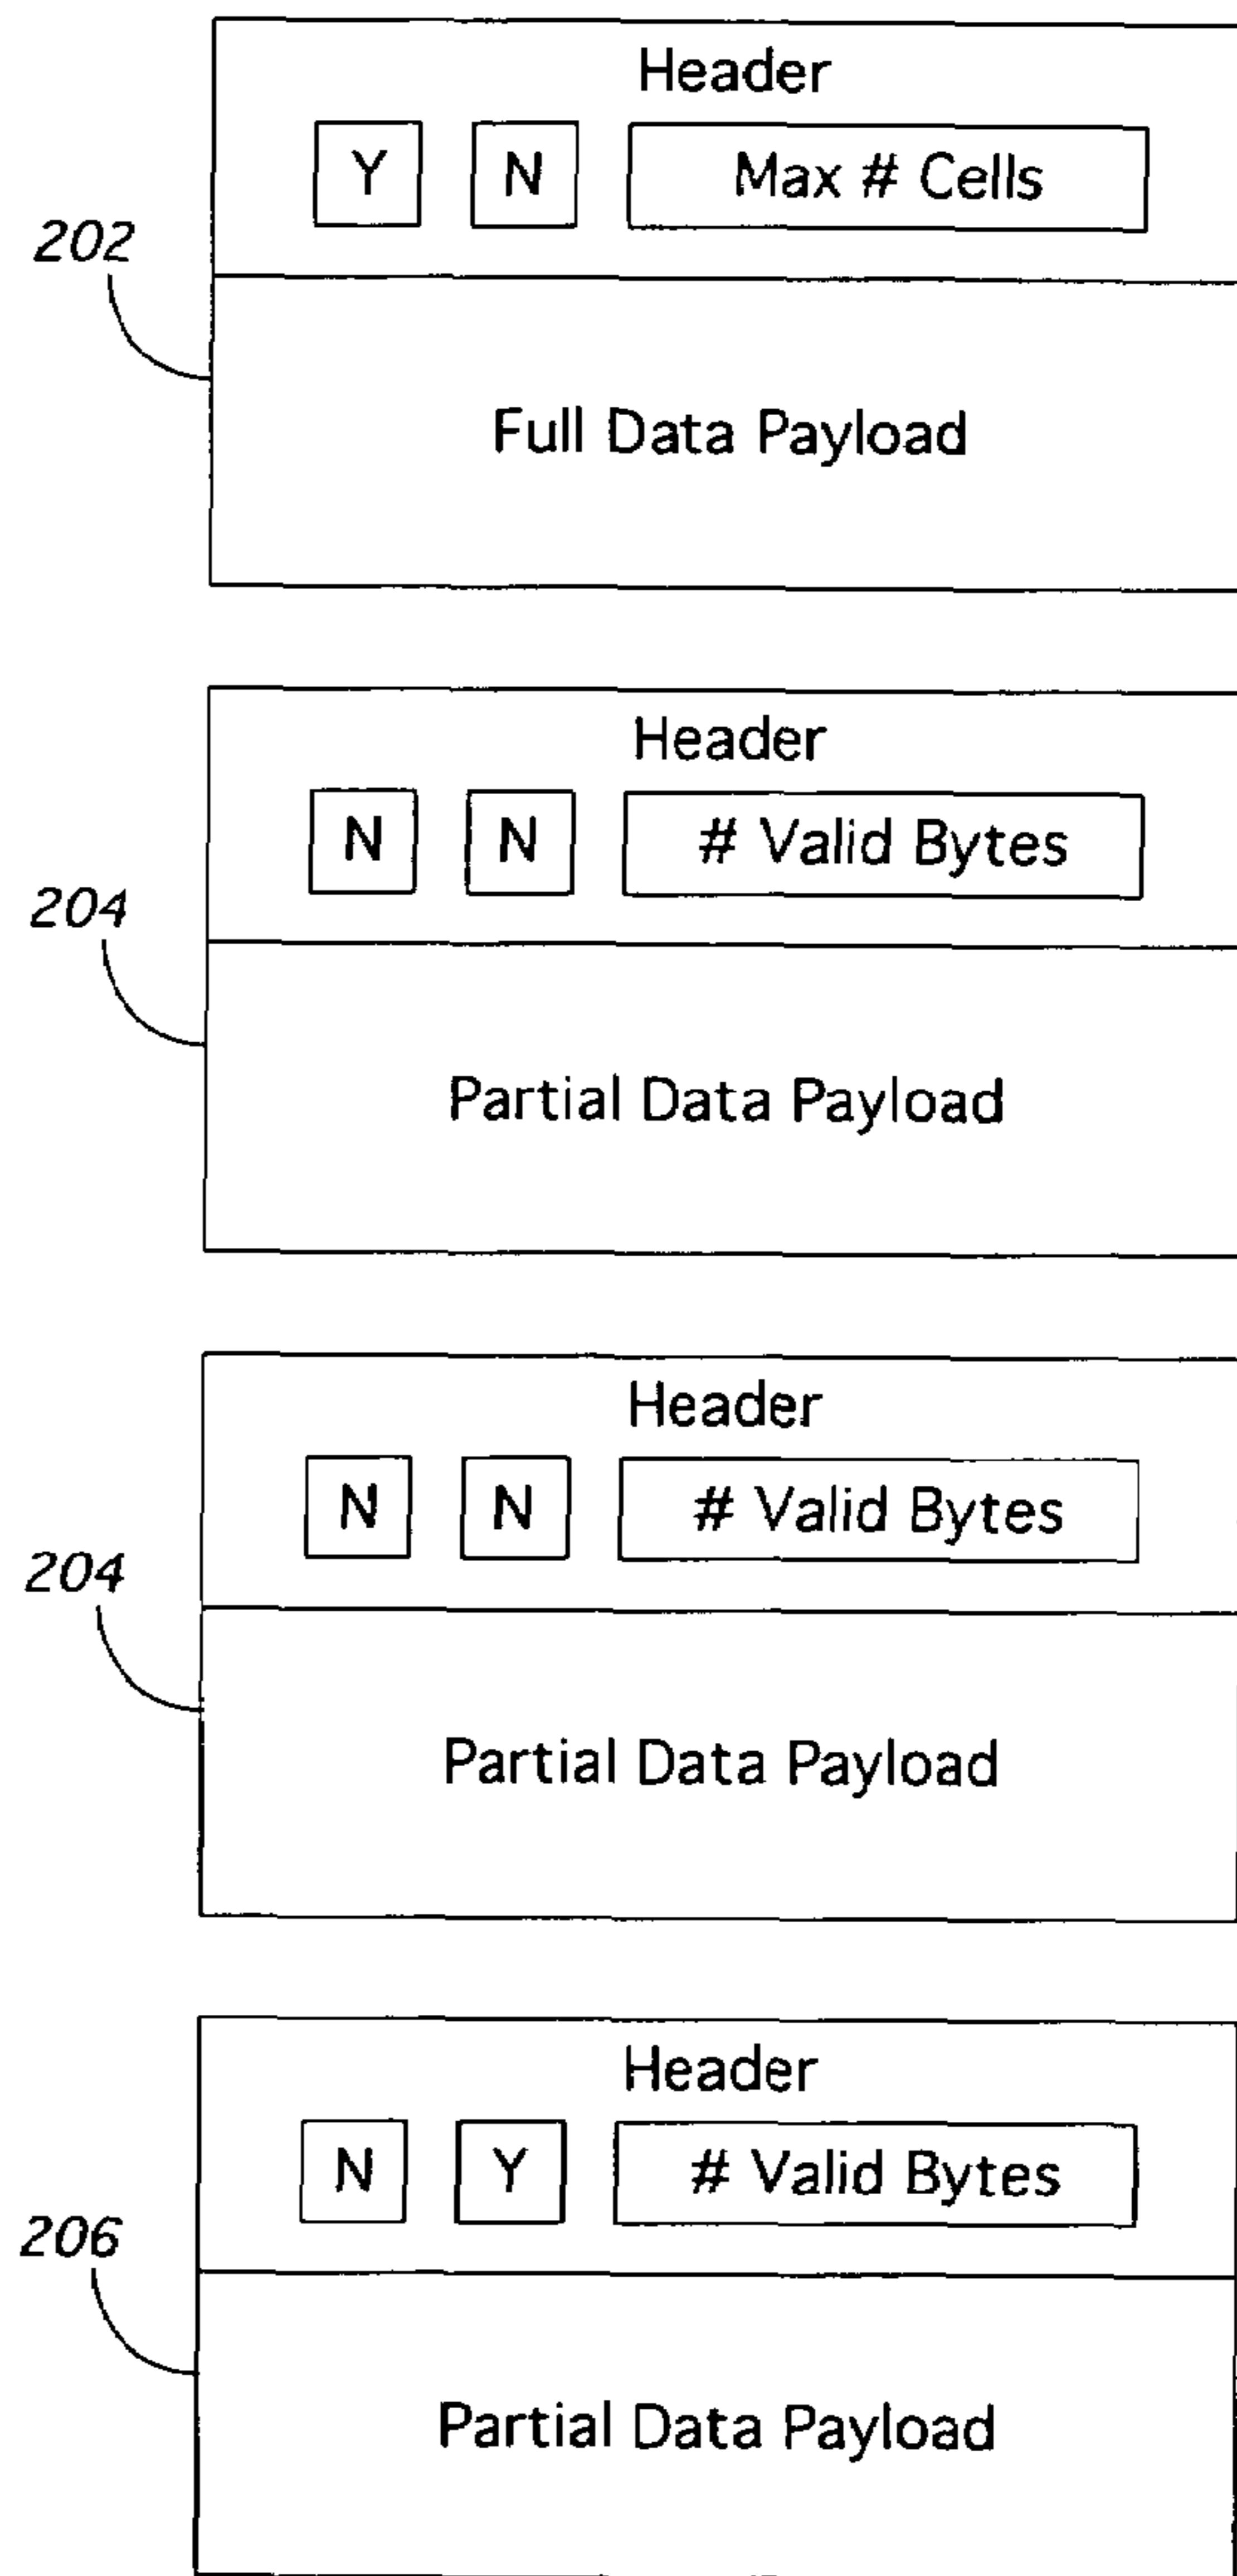 Header
Y N Max # Cells
202
Full Data Payload
Header
N N # Valid Bytes
204
Partial Data Payload
Header
N N # Valid Bytes
204
Partial Data Payload
Header
N Y # Valid Bytes
206
Partial Data Payload